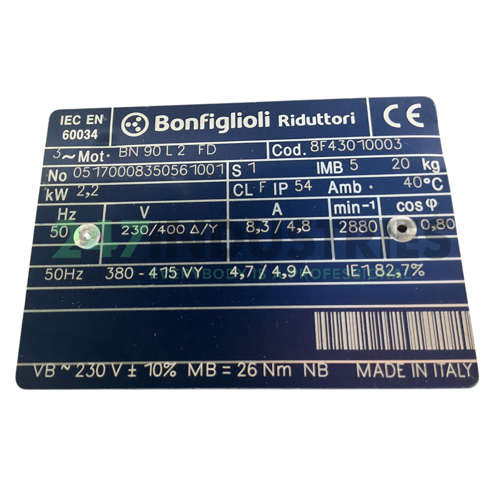 IEC EN
60034
Bonfiglioli Riduttori
CE
3~Mot. BN 90 L 2 FD Cod. 8F43010003
No 0517000835056 1001 S 1 IMB 5 20 kg
kW 2,2 CL F IP 54 Amb. 40°C
Hz V A min-1 cos φ
50 230/400 Δ/Y 8,3 / 4,8 2880 0,80
247 INDUSTRIES
50Hz 380 - 415 VY 4,7 / 4,9 A IE1 82,7%
VB ~ 230 V ± 10% MB = 26 Nm NB MADE IN ITALY